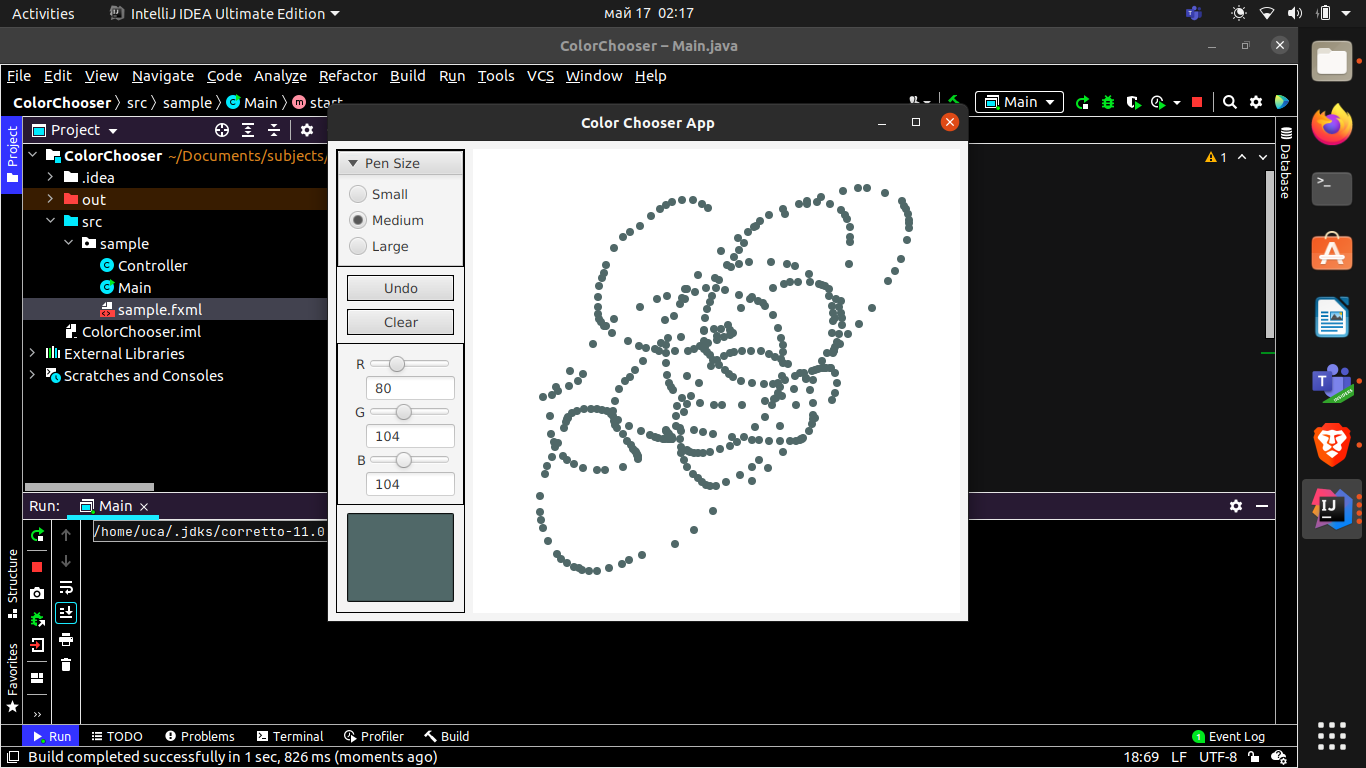 Activities
IntelliJ IDEA Ultimate Edition
май 17 02:17
ColorChooser – Main.java
File Edit View Navigate Code Analyze Refactor Build Run Tools VCS Window Help
ColorChooser src sample Main start
Main
Project
Project
ColorChooser ~/Documents/subjects/
.idea
out
src
sample
Controller
Main
sample.fxml
ColorChooser.iml
External Libraries
Scratches and Consoles
Color Chooser App
Pen Size
Small
Medium
Large
Undo
Clear
R
80
G
104
B
104
1
Database
Run: Main
/home/uca/.jdks/corretto-11.0
Structure
Favorites
Run TODO Problems Terminal Profiler Build
1 Event Log
Build completed successfully in 1 sec, 826 ms (moments ago)
18:69 LF UTF-8
INSIDERS
IJ